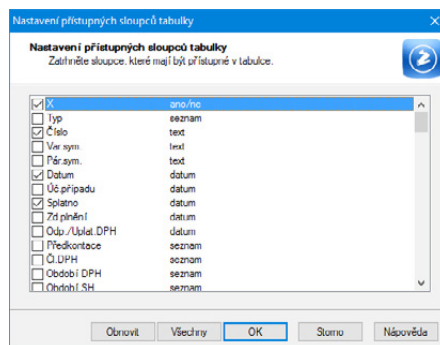 Nastavení přístupných sloupců tabulky
Nastavení přístupných sloupců tabulky
Zatrhněte sloupce, které mají být přístupné v tabulce.
X ano/ne
Typ seznam
Číslo text
Var.sym. text
Pár.sym. text
Datum datum
Úč.případu datum
Splatno datum
Zd.plnění datum
Odp./Uplat.DPH datum
Předkontace seznam
Čl.DPH seznam
Období DPH seznam
Období SH seznam
Obnovit Všechny OK Storno Nápověda